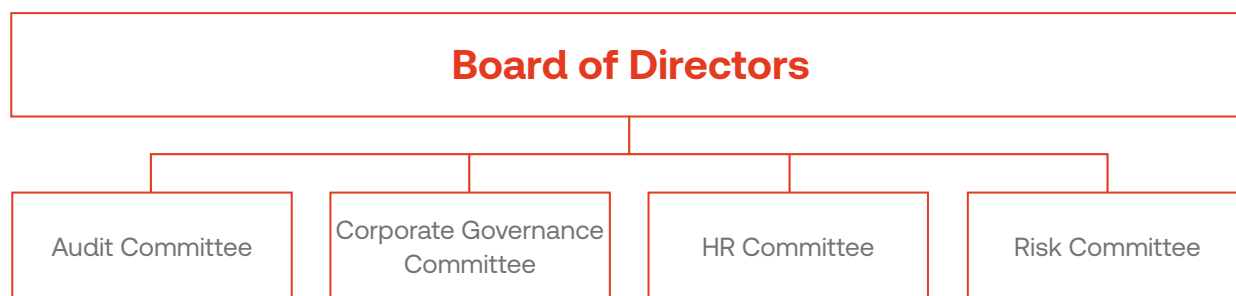 Board of Directors
Audit Committee
Corporate Governance
Committee
HR Committee
Risk Committee